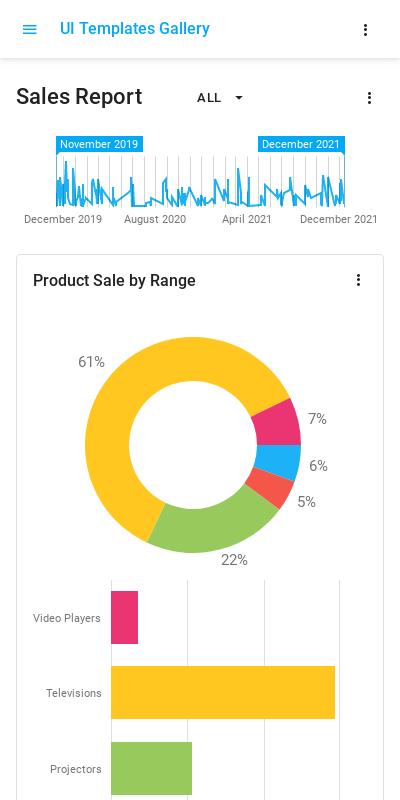 UI Templates Gallery
Sales Report
ALL
November 2019
December 2021
December 2019
August 2020
April 2021
December 2021
Product Sale by Range
61%
7%
6%
5%
22%
Video Players
Televisions
Projectors